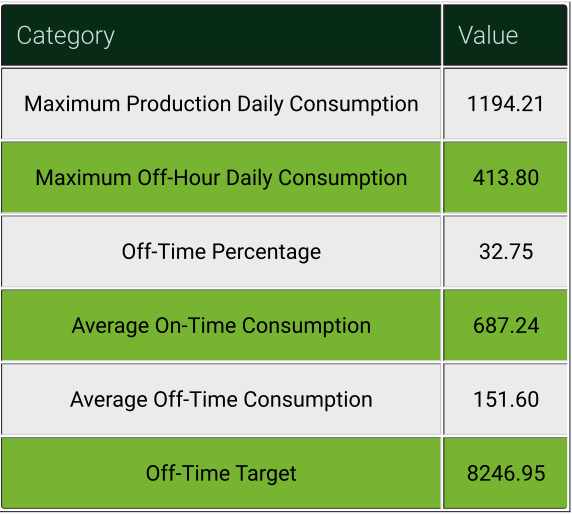 Category Value
Maximum Production Daily Consumption 1194.21
Maximum Off-Hour Daily Consumption 413.80
Off-Time Percentage 32.75
Average On-Time Consumption 687.24
Average Off-Time Consumption 151.60
Off-Time Target 8246.95